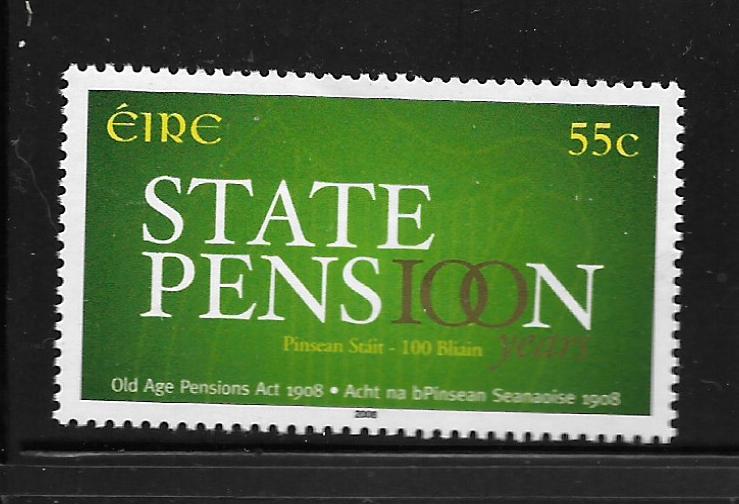 ÉIRE 55c
STATE
PENSIOON
years
Pinsean Stáit - 100 Bliain
Old Age Pensions Act 1908 • Acht na bPinsean Seanaoise 1908
2008